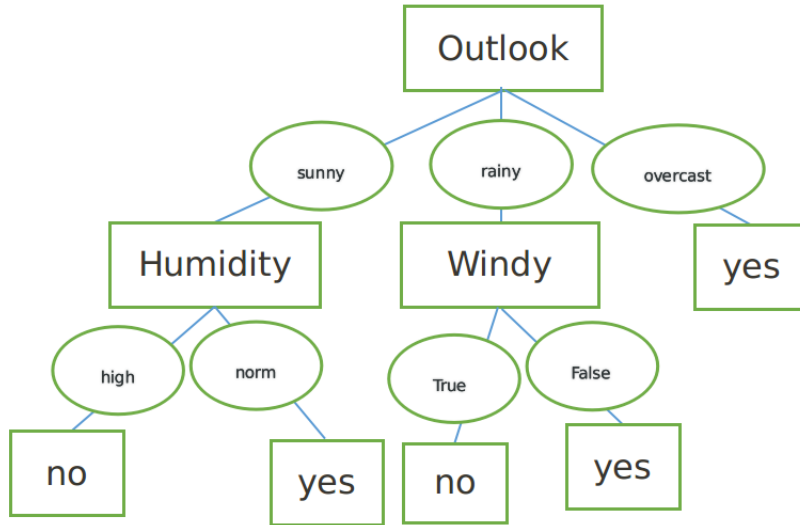 Outlook
sunny
rainy
overcast
Humidity
Windy
yes
high
norm
True
False
no
yes
no
yes